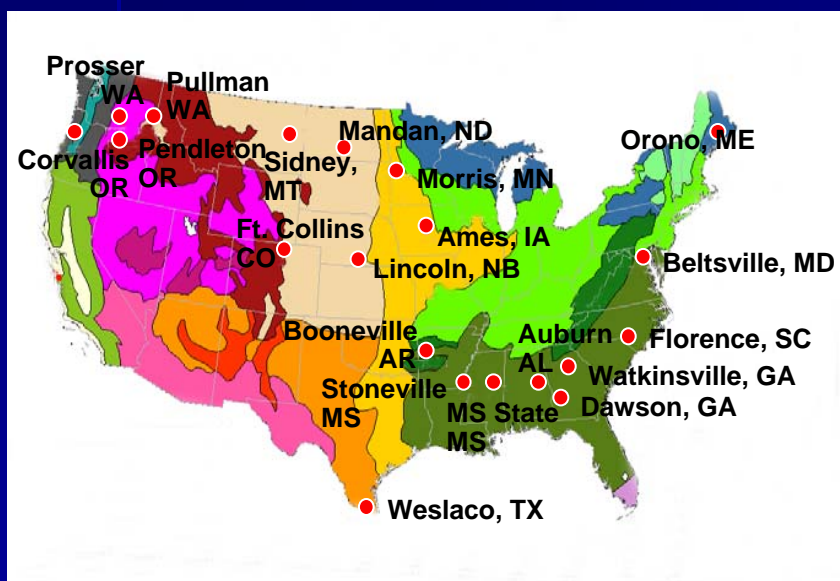 Prosser
WA
Pullman
WA
Corvallis
OR
Pendleton
OR
Sidney,
MT
Mandan, ND
Morris, MN
Orono, ME
Ft. Collins
CO
Ames, IA
Lincoln, NB
Beltsville, MD
Booneville
AR
Auburn
AL
Florence, SC
Watkinsville, GA
Stoneville
MS
MS State
MS
Dawson, GA
Weslaco, TX